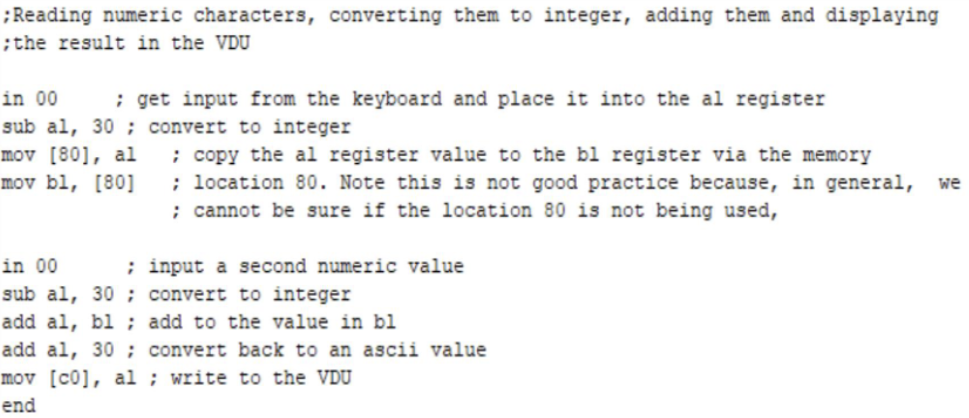 ;Reading numeric characters, converting them to integer, adding them and displaying
;the result in the VDU
in 00 ; get input from the keyboard and place it into the al register
sub al, 30 ; convert to integer
mov [80], al ; copy the al register value to the bl register via the memory
mov bl, [80] ; location 80. Note this is not good practice because, in general, we
; cannot be sure if the location 80 is not being used,
in 00 ; input a second numeric value
sub al, 30 ; convert to integer
add al, bl ; add to the value in bl
add al, 30 ; convert back to an ascii value
mov [c0], al ; write to the VDU
end